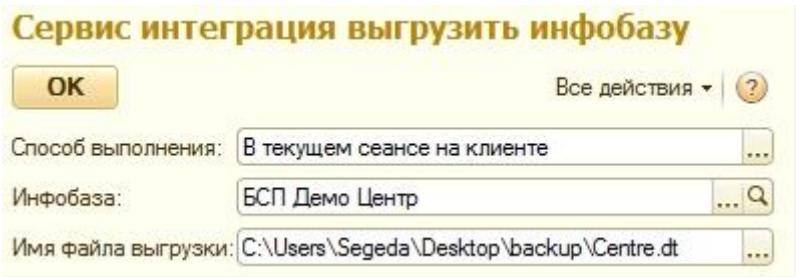 Сервис интеграция выгрузить инфобазу
ОК Все действия ?
Способ выполнения: В текущем сеансе на клиенте ...
Инфобаза: БСП Демо Центр ...
Имя файла выгрузки: C:\Users\Segeda\Desktop\backup\Centre.dt ...